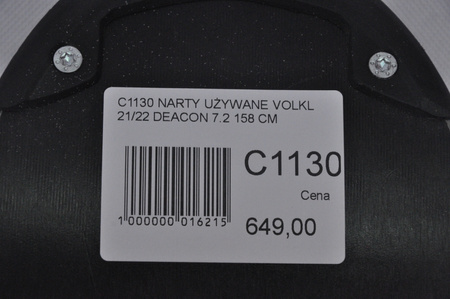 C1130 NARTY UŻYWANE VOLKL
21/22 DEACON 7.2 158 CM
C1130
Cena
649,00
1 000000 016215